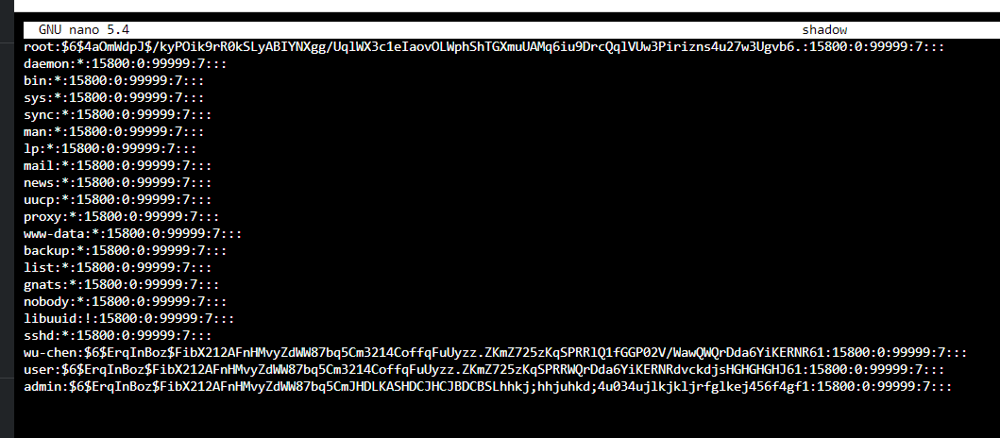 GNU nano 5.4 shadow
root:$6$4aOmWdpJ$/kyPOik9rR0kSLyABIYNXgg/UqlWX3c1eIaovOLWphShTGXmuUAMq6iu9DrcQqlVUw3Pirizns4u27w3Ugvb6.:15800:0:99999:7:::
daemon:*:15800:0:99999:7:::
bin:*:15800:0:99999:7:::
sys:*:15800:0:99999:7:::
sync:*:15800:0:99999:7:::
man:*:15800:0:99999:7:::
lp:*:15800:0:99999:7:::
mail:*:15800:0:99999:7:::
news:*:15800:0:99999:7:::
uucp:*:15800:0:99999:7:::
proxy:*:15800:0:99999:7:::
www-data:*:15800:0:99999:7:::
backup:*:15800:0:99999:7:::
list:*:15800:0:99999:7:::
gnats:*:15800:0:99999:7:::
nobody:*:15800:0:99999:7:::
libuuid:!:15800:0:99999:7:::
sshd:*:15800:0:99999:7:::
wu-chen:$6$ErqInBoz$FibX212AFnHMvyZdWW87bq5Cm3214CoffqFuUyzz.ZKmZ725zKqSPRRlQ1fGGP02V/WawQWQrDda6YiKERNR61:15800:0:99999:7:::
user:$6$ErqInBoz$FibX212AFnHMvyZdWW87bq5Cm3214CoffqFuUyzz.ZKmZ725zKqSPRRWQrDda6YiKERNRdvckdjsHGHGHGHJ61:15800:0:99999:7:::
admin:$6$ErqInBoz$FibX212AFnHMvyZdWW87bq5CmJHDLKASHDCJHCJBDCBSLhhkj;hhjuhkd;4u034ujlkjkljrfglkej456f4gf1:15800:0:99999:7:::